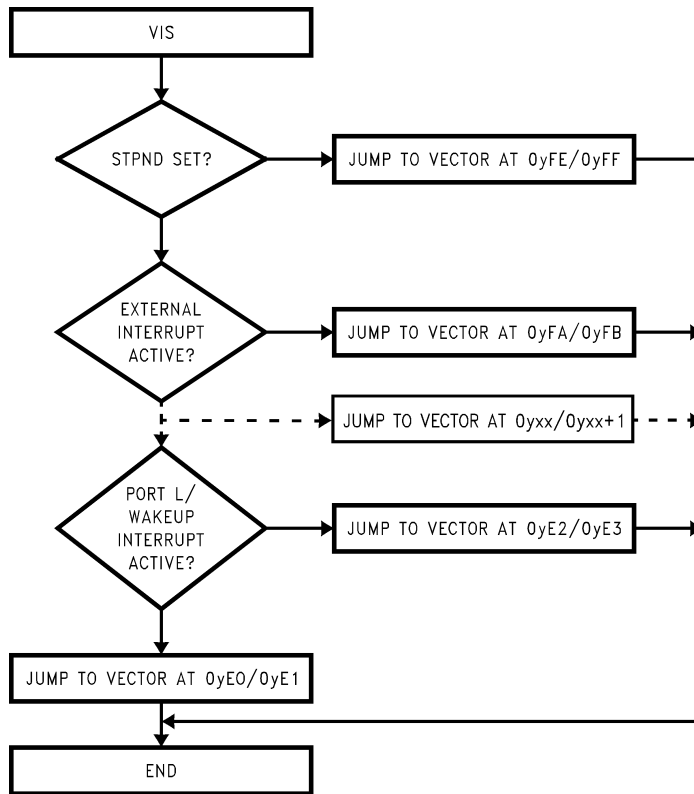 VIS
STPND SET?
JUMP TO VECTOR AT 0yFE/0yFF
EXTERNAL
INTERRUPT
ACTIVE?
JUMP TO VECTOR AT 0yFA/0yFB
JUMP TO VECTOR AT 0yxx/0yxx+1
PORT L/
WAKEUP
INTERRUPT
ACTIVE?
JUMP TO VECTOR AT 0yE2/0yE3
JUMP TO VECTOR AT 0yE0/0yE1
END